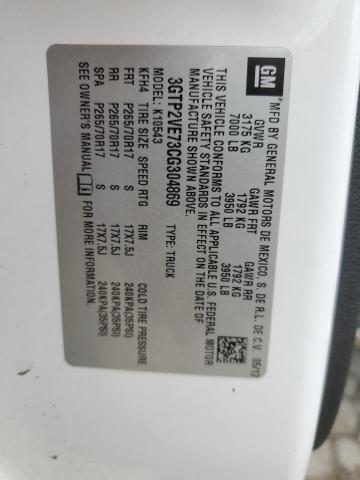 GM
MFD BY GENERAL MOTORS DE MEXICO, S. DE R.L. DE C.V. 05/12
GVWR GAWR FRT GAWR RR
3175 KG 1792 KG 1792 KG
7000 LB 3950 LB 3950 LB
THIS VEHICLE CONFORMS TO ALL APPLICABLE U.S. FEDERAL MOTOR
VEHICLE SAFETY STANDARDS IN EFFECT ON THE DATE OF
MANUFACTURE SHOWN ABOVE.
3GTP2VE73CG304869 TYPE: TRUCK
MODEL: K10543
KFH4 TIRE SIZE SPEED RTG RIM COLD TIRE PRESSURE
FRT P265/70R17 S 17X7.5J 240KPA(35PSI)
RR P265/70R17 S 17X7.5J 240KPA(35PSI)
SPA P265/70R17 S 17X7.5J 240KPA(35PSI)
SEE OWNER'S MANUAL